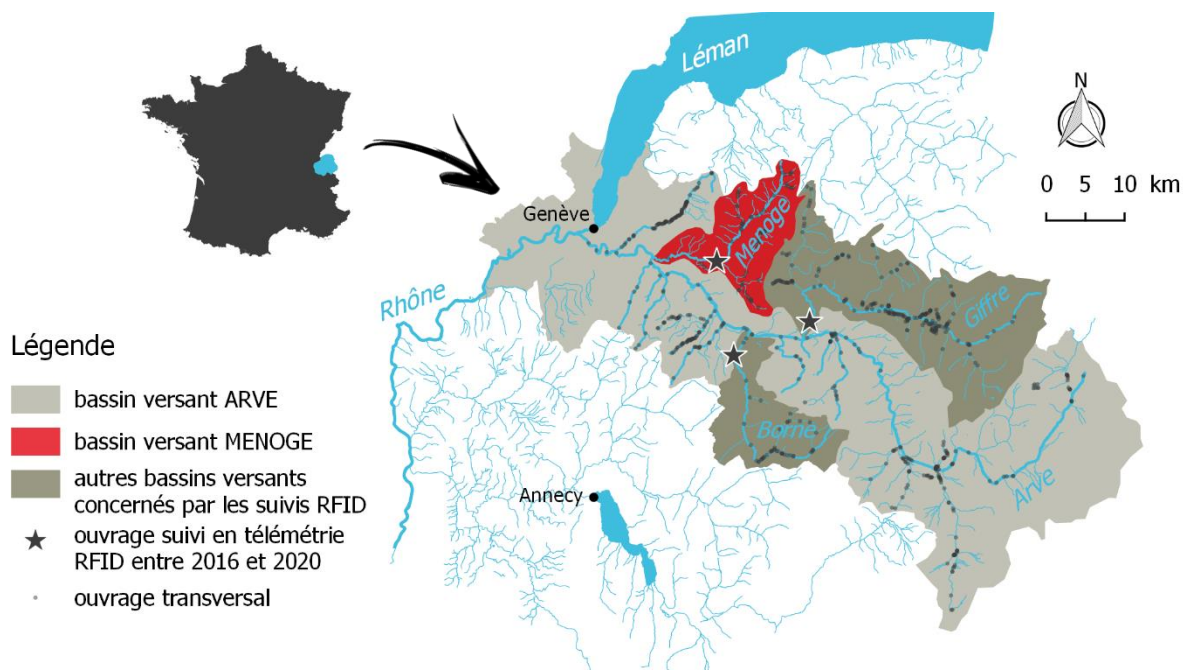 Léman
N
0 5 10 km
Genève
Menoge
Rhône
Giffre
Légende
bassin versant ARVE
bassin versant MENOGE
autres bassins versants
concernés par les suivis RFID
ouvrage suivi en télémétrie
RFID entre 2016 et 2020
ouvrage transversal
Borne
Arve
Annecy